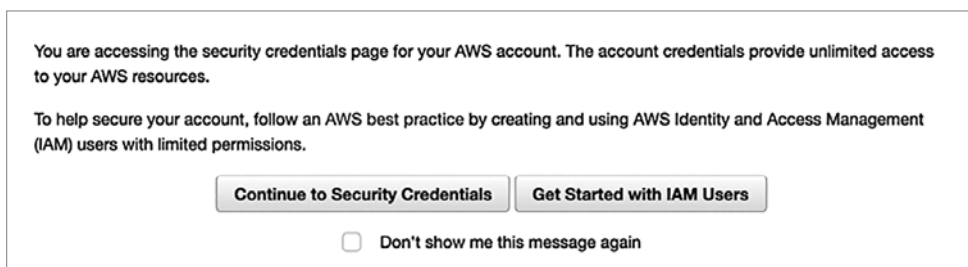 You are accessing the security credentials page for your AWS account. The account credentials provide unlimited access
to your AWS resources.
To help secure your account, follow an AWS best practice by creating and using AWS Identity and Access Management
(IAM) users with limited permissions.
Continue to Security Credentials Get Started with IAM Users
Don't show me this message again